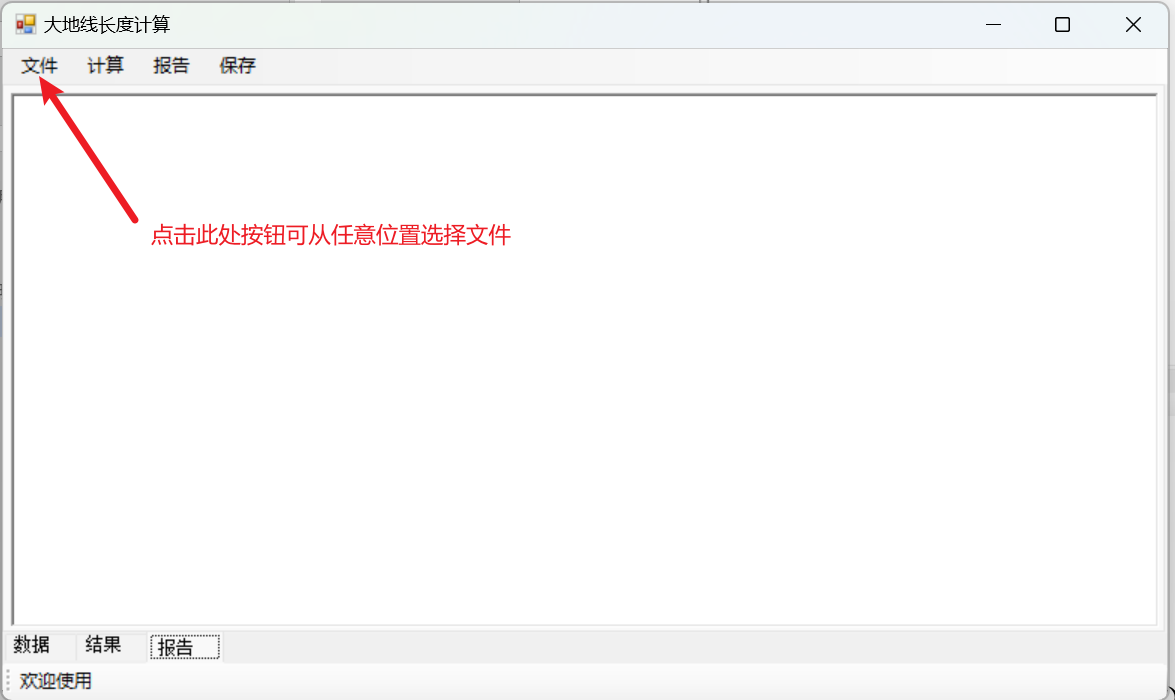 大地线长度计算
文件 计算 报告 保存
点击此处按钮可从任意位置选择文件
数据 结果 报告
欢迎使用